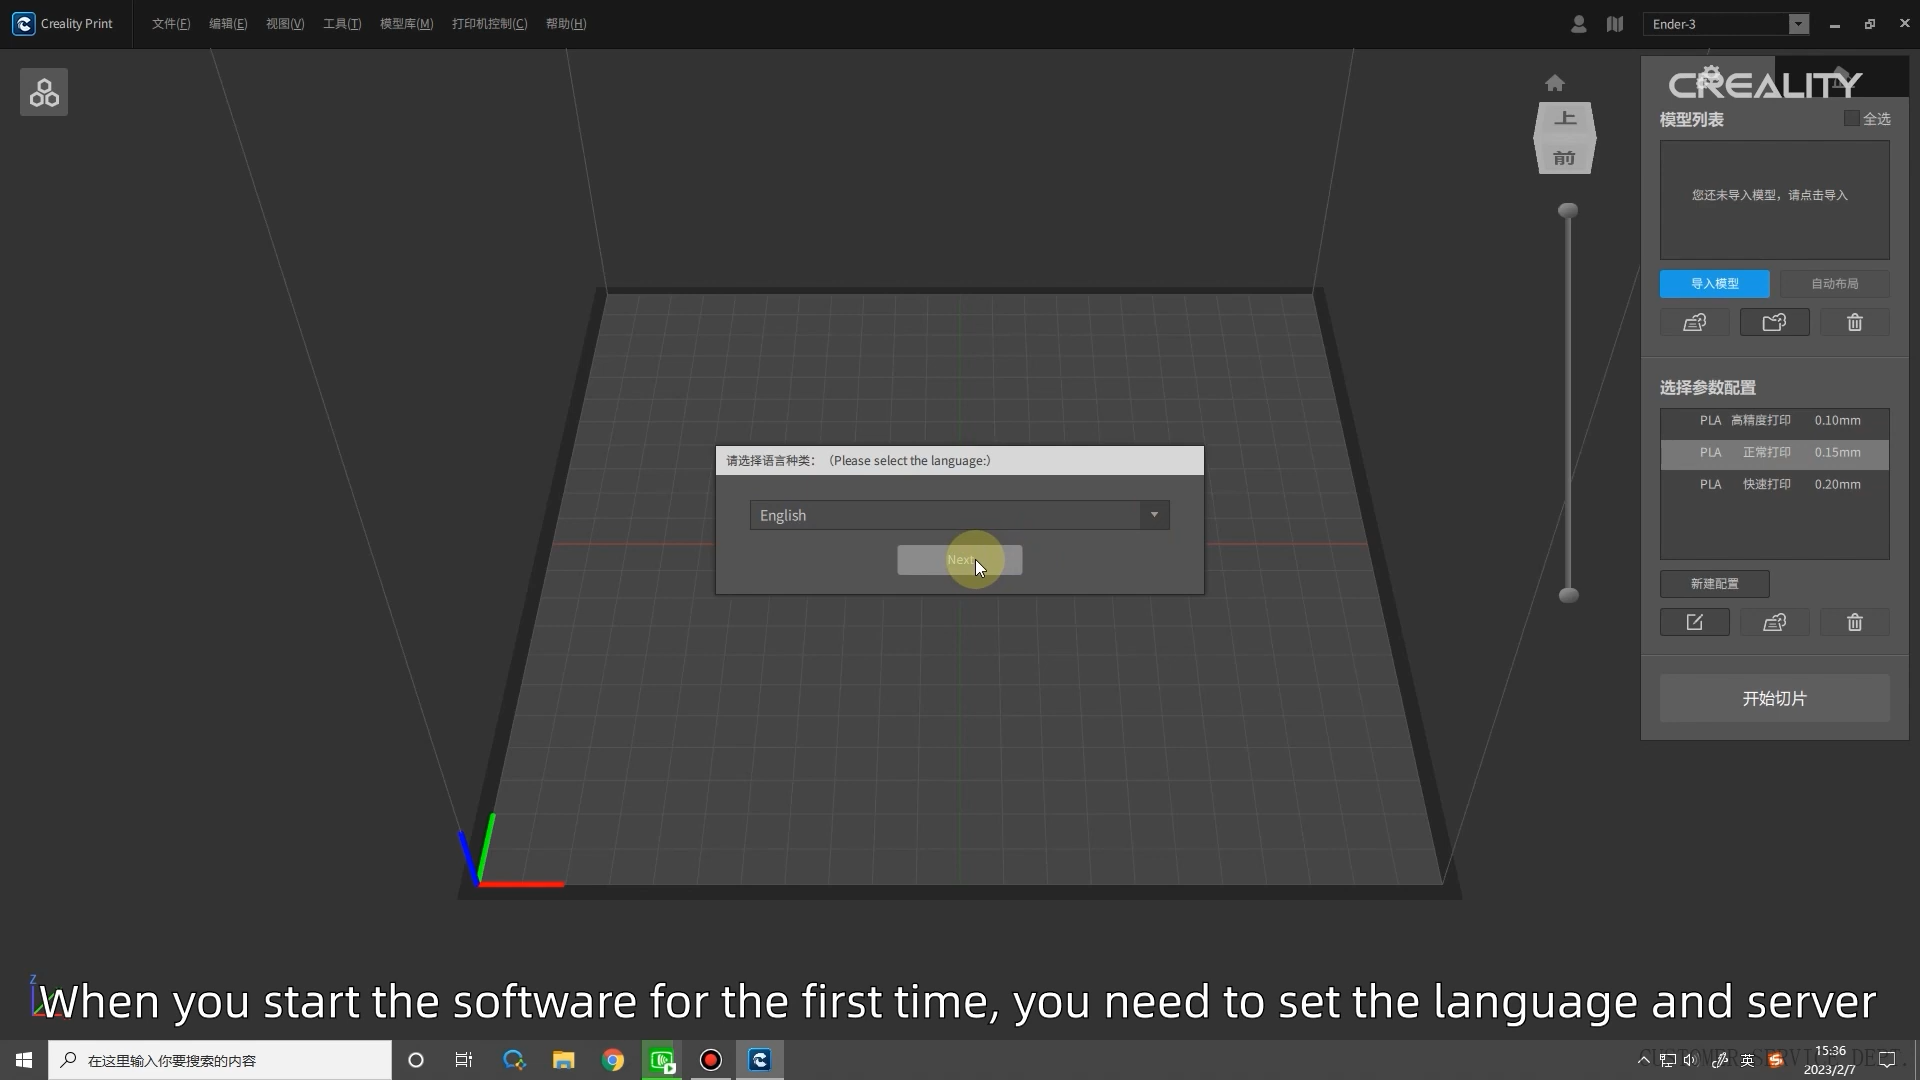 Creality Print 文件(F) 编辑(E) 视图(V) 工具(T) 模型库(M) 打印机控制(C) 帮助(H) Ender-3
CREALITY
模型列表 全选
上
前
您还未导入模型，请点击导入
导入模型 自动布局
选择参数配置
PLA 高精度打印 0.10mm
PLA 正常打印 0.15mm
PLA 快速打印 0.20mm
新建配置
开始切片
请选择语言种类：（Please select the language:）
English
Next
Z
When you start the software for the first time, you need to set the language and server
在这里输入你要搜索的内容
CUSTOMER SERVICE DEPT.
英
15:36
2023/2/7